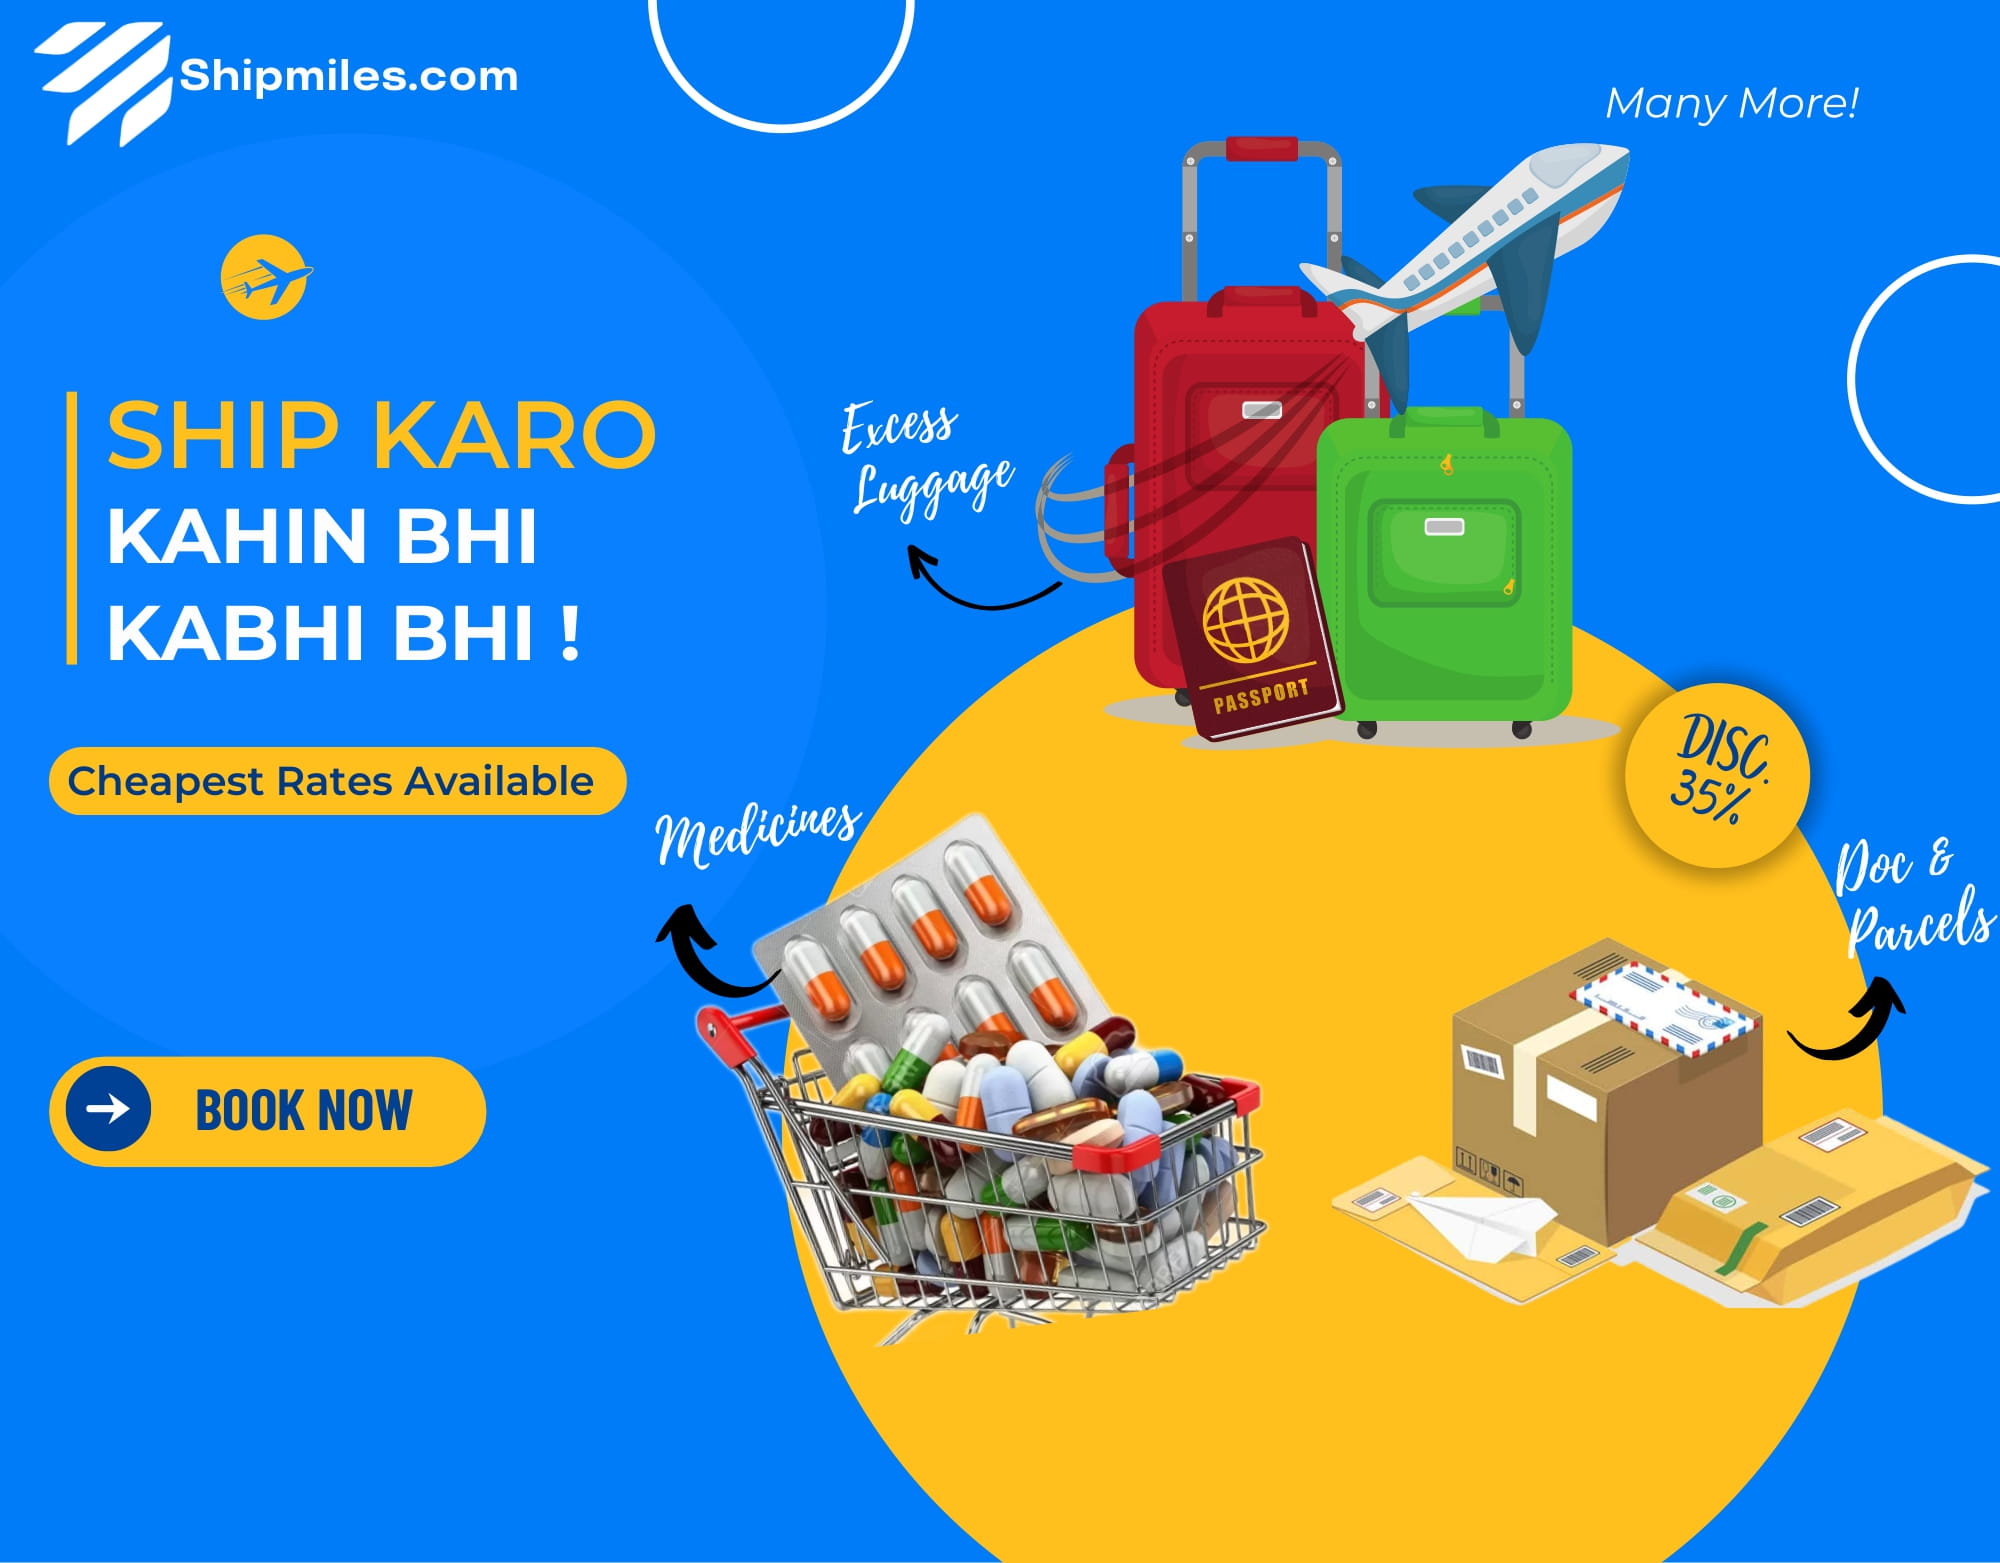 Shipmiles.com
Many More!
SHIP KARO
KAHIN BHI
KABHI BHI !
Excess
Luggage
PASSPORT
Cheapest Rates Available
DISC.
35%
Medicines
Doc &
Parcels
BOOK NOW